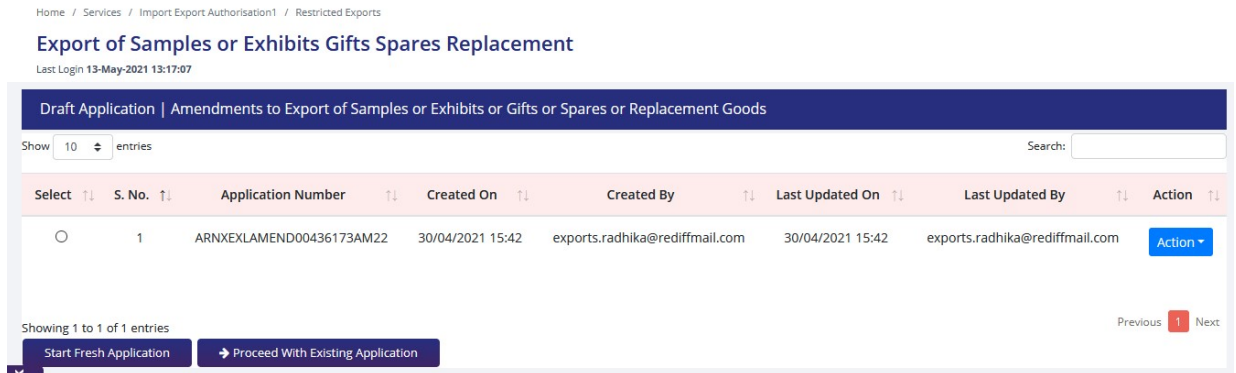 Home / Services / Import Export Authorisation1 / Restricted Exports
Export of Samples or Exhibits Gifts Spares Replacement
Last Login 13-May-2021 13:17:07
Draft Application | Amendments to Export of Samples or Exhibits or Gifts or Spares or Replacement Goods
Show 10 entries Search:
Select S. No. Application Number Created On Created By Last Updated On Last Updated By Action
1 ARNXEXLAMEND00436173AM22 30/04/2021 15:42 exports.radhika@rediffmail.com 30/04/2021 15:42 exports.radhika@rediffmail.com Action
Previous 1 Next
Showing 1 to 1 of 1 entries
Start Fresh Application Proceed With Existing Application